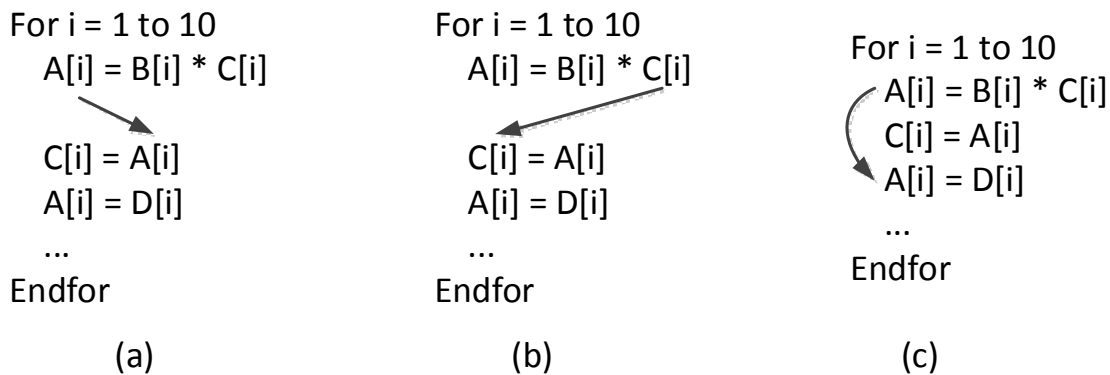 For i = 1 to 10
A[i] = B[i] * C[i]
C[i] = A[i]
A[i] = D[i]
...
Endfor
(a)
For i = 1 to 10
A[i] = B[i] * C[i]
C[i] = A[i]
A[i] = D[i]
...
Endfor
(b)
For i = 1 to 10
A[i] = B[i] * C[i]
C[i] = A[i]
A[i] = D[i]
...
Endfor
(c)